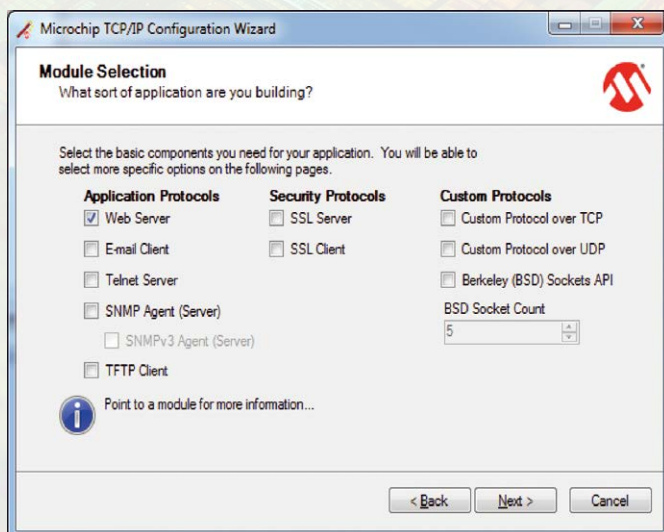 Microchip TCP/IP Configuration Wizard
Module Selection
What sort of application are you building?
Select the basic components you need for your application. You will be able to
select more specific options on the following pages.
Application Protocols
Web Server
E-mail Client
Telnet Server
SNMP Agent (Server)
SNMPv3 Agent (Server)
TFTP Client
Security Protocols
SSL Server
SSL Client
Custom Protocols
Custom Protocol over TCP
Custom Protocol over UDP
Berkeley (BSD) Sockets API
BSD Socket Count
5
Point to a module for more information...
< Back
Next >
Cancel